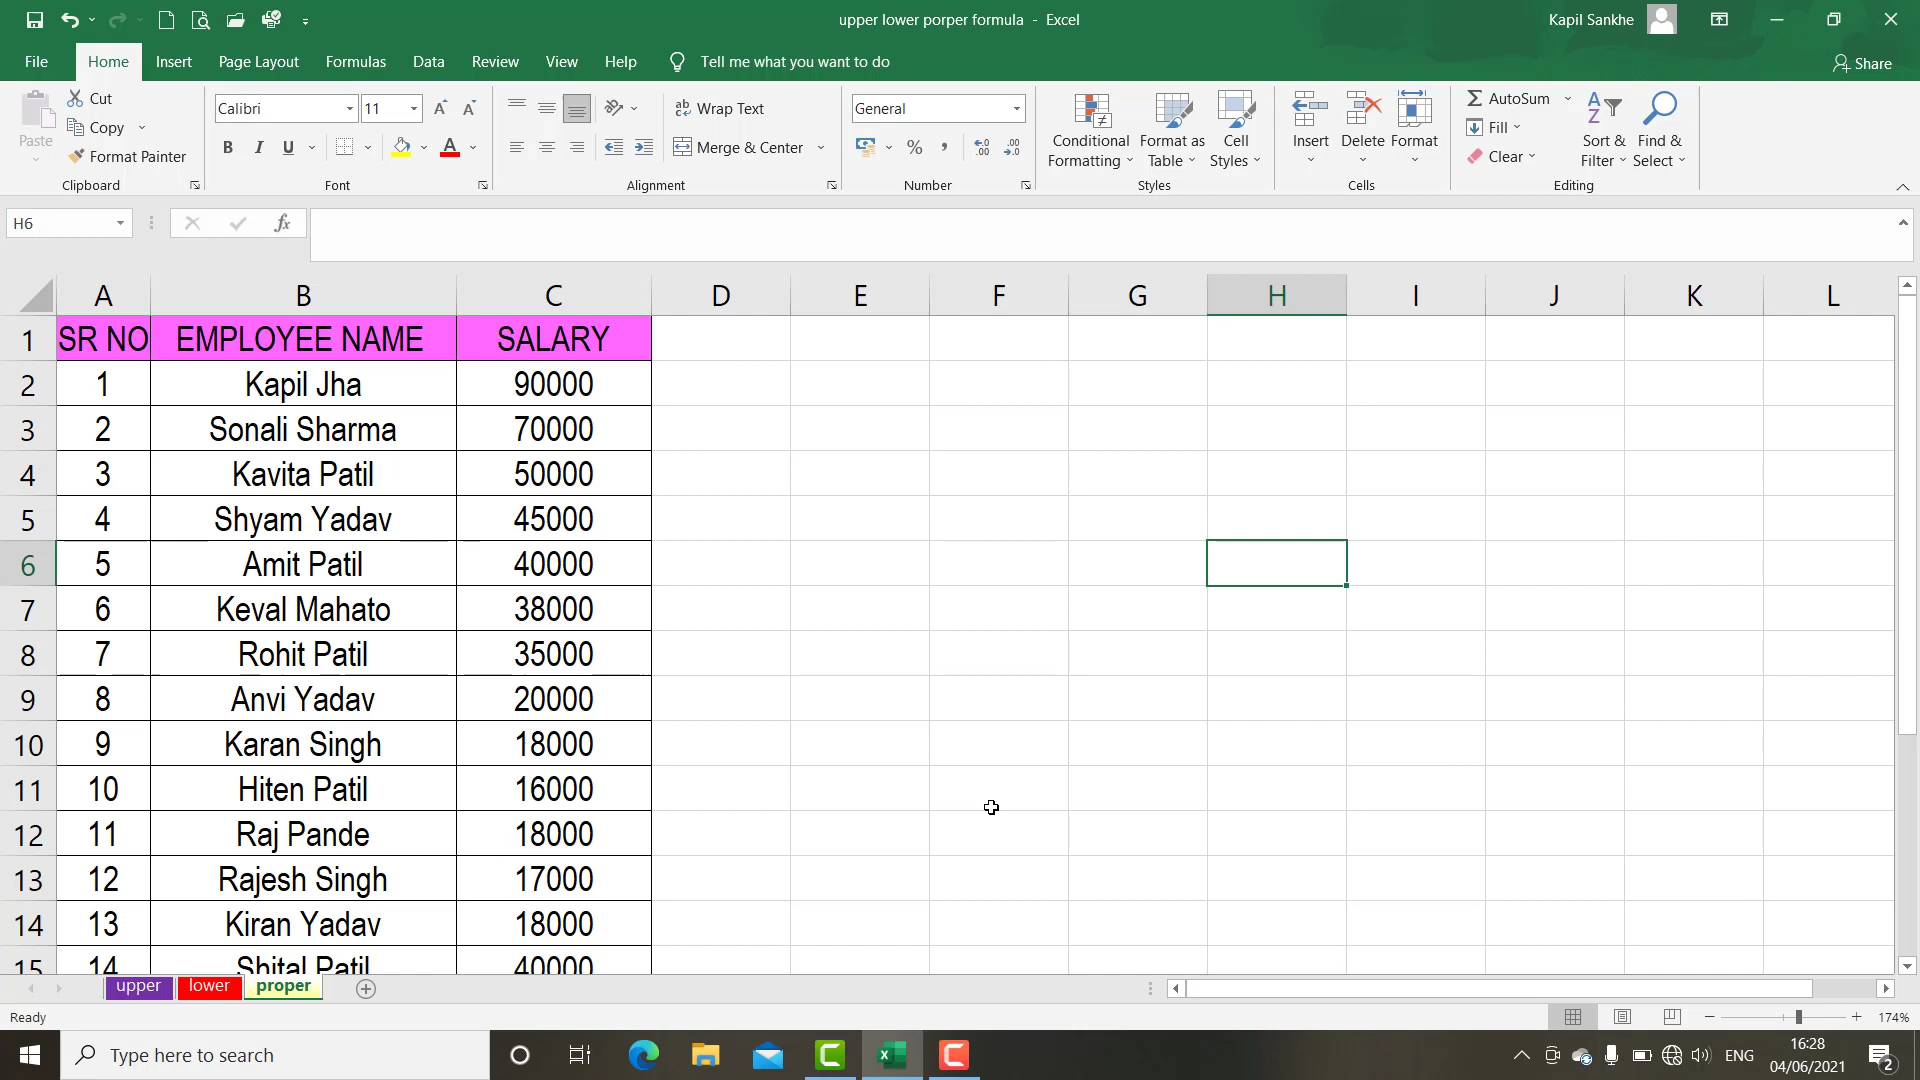 upper lower porper formula - Excel
Kapil Sankhe
File Home Insert Page Layout Formulas Data Review View Help Tell me what you want to do Share
Paste
Cut
Copy
Format Painter
Clipboard
Calibri 11
A A
B I U A
Font
Wrap Text
Merge & Center
Alignment
General
% ,
Number
Conditional Formatting
Format as Table
Cell Styles
Styles
Insert Delete Format
Cells
AutoSum
Fill
Clear
Sort & Filter
Find & Select
Editing
H6 fx
A B C D E F G H I J K L
1 SR NO EMPLOYEE NAME SALARY
2 1 Kapil Jha 90000
3 2 Sonali Sharma 70000
4 3 Kavita Patil 50000
5 4 Shyam Yadav 45000
6 5 Amit Patil 40000
7 6 Keval Mahato 38000
8 7 Rohit Patil 35000
9 8 Anvi Yadav 20000
10 9 Karan Singh 18000
11 10 Hiten Patil 16000
12 11 Raj Pande 18000
13 12 Rajesh Singh 17000
14 13 Kiran Yadav 18000
15 14 Shital Patil 40000
upper lower proper
Ready 174%
Type here to search
ENG
16:28
04/06/2021
2